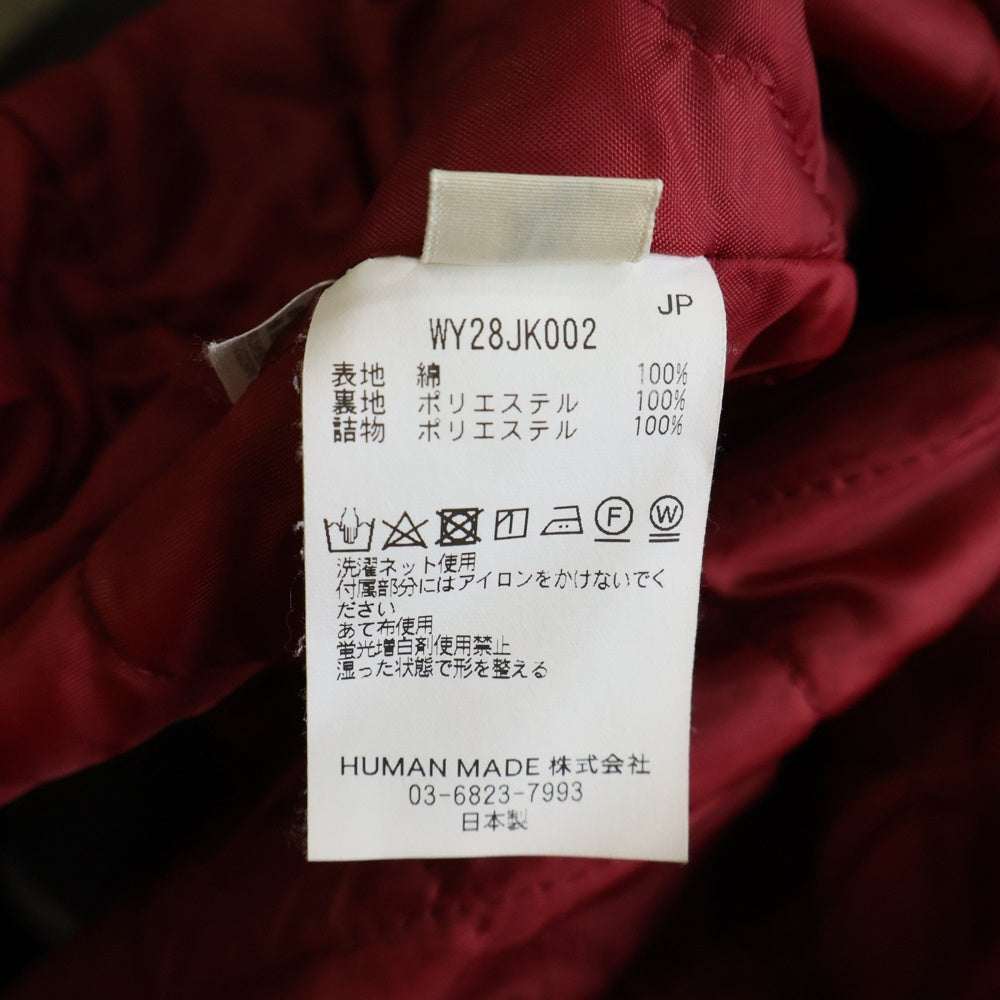 JP
WY28JK002
表地 綿 100%
裏地 ポリエステル 100%
詰物 ポリエステル 100%
F W
洗濯ネット使用
付属部分にはアイロンをかけないでく
ださい
あて布使用
蛍光増白剤使用禁止
湿った状態で形を整える
HUMAN MADE 株式会社
03-6823-7993
日本製